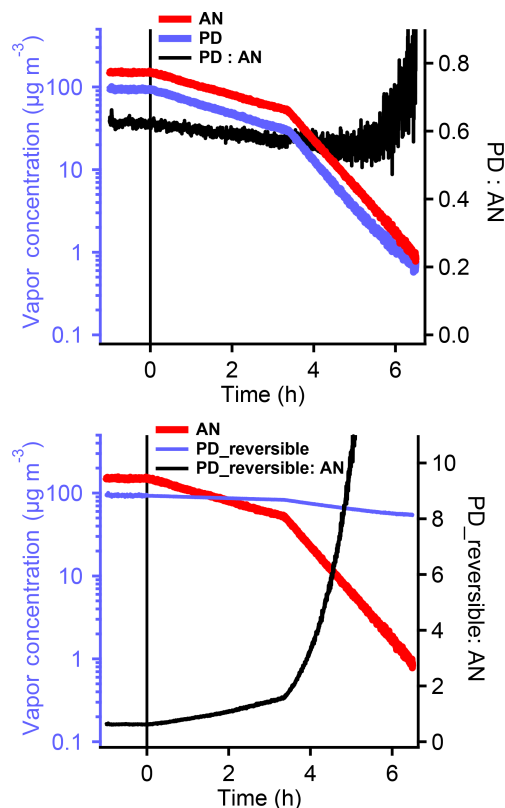 AN
PD
PD : AN
Vapor concentration (µg m⁻³)
100
10
1
0.1
0.8
0.6
0.4
0.2
0.0
PD : AN
0 2 4 6
Time (h)
AN
PD_reversible
PD_reversible: AN
Vapor concentration (µg m⁻³)
100
10
1
0.1
10
8
6
4
2
0
PD_reversible: AN
0 2 4 6
Time (h)